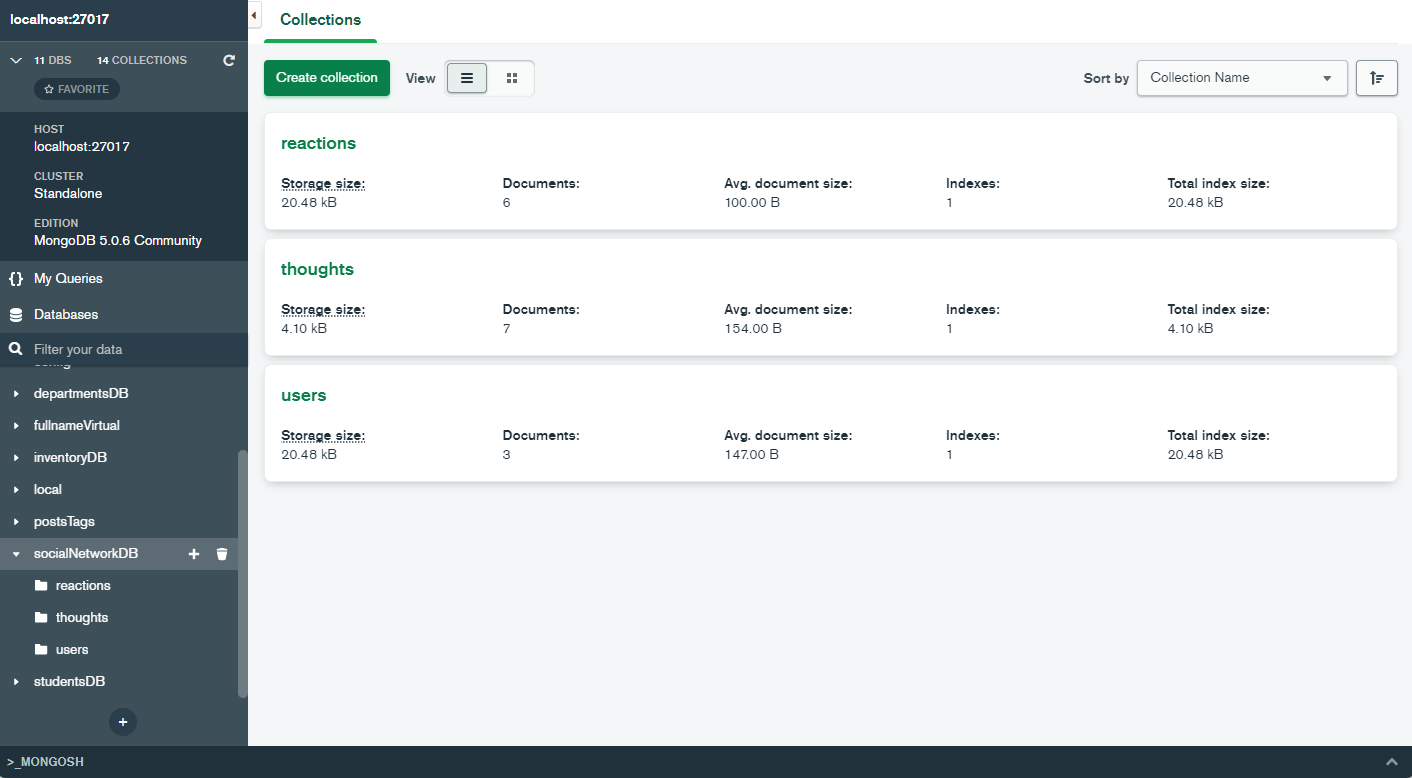 localhost:27017
11 DBS 14 COLLECTIONS
FAVORITE
HOST
localhost:27017
CLUSTER
Standalone
EDITION
MongoDB 5.0.6 Community
{} My Queries
Databases
Filter your data
config
departmentsDB
fullnameVirtual
inventoryDB
local
postsTags
socialNetworkDB
reactions
thoughts
users
studentsDB
Collections
Create collection View Sort by Collection Name
reactions
Storage size: Documents: Avg. document size: Indexes: Total index size:
20.48 kB 6 100.00 B 1 20.48 kB
thoughts
Storage size: Documents: Avg. document size: Indexes: Total index size:
4.10 kB 7 154.00 B 1 4.10 kB
users
Storage size: Documents: Avg. document size: Indexes: Total index size:
20.48 kB 3 147.00 B 1 20.48 kB
>_MONGOSH